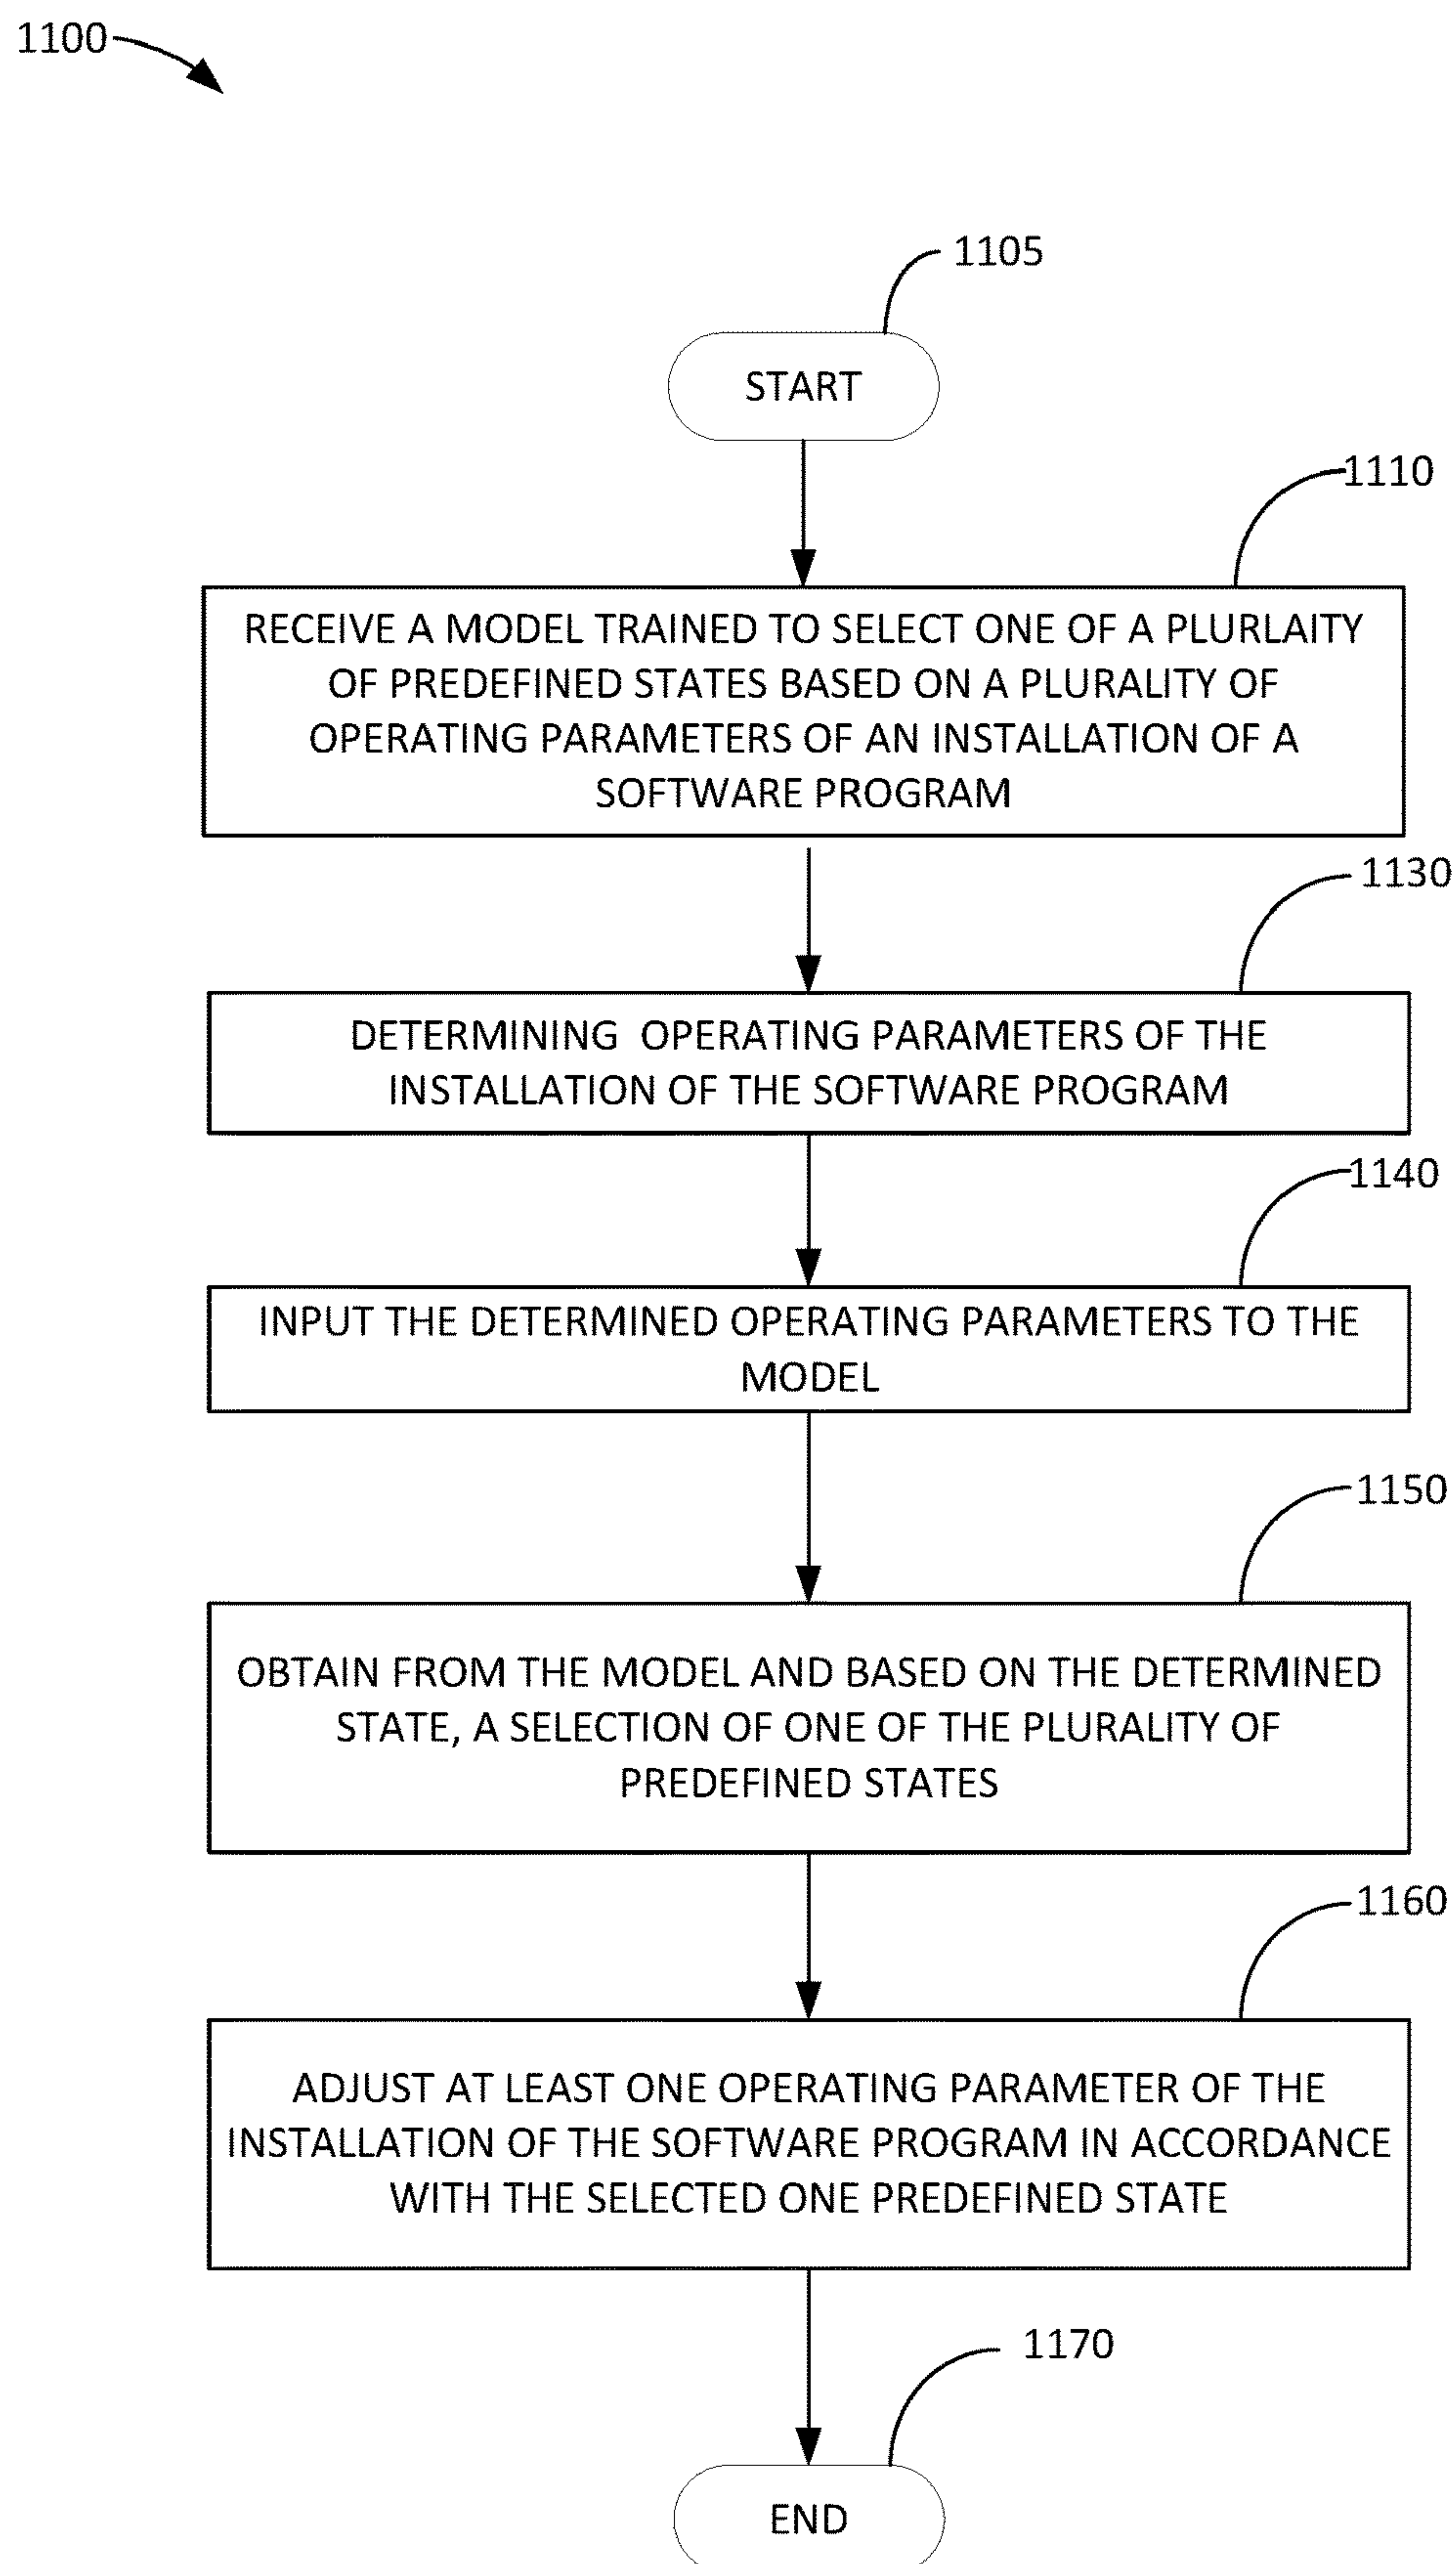 1100
1105
START
1110
RECEIVE A MODEL TRAINED TO SELECT ONE OF A PLURLAITY
OF PREDEFINED STATES BASED ON A PLURALITY OF
OPERATING PARAMETERS OF AN INSTALLATION OF A
SOFTWARE PROGRAM
1130
DETERMINING OPERATING PARAMETERS OF THE
INSTALLATION OF THE SOFTWARE PROGRAM
1140
INPUT THE DETERMINED OPERATING PARAMETERS TO THE
MODEL
1150
OBTAIN FROM THE MODEL AND BASED ON THE DETERMINED
STATE, A SELECTION OF ONE OF THE PLURALITY OF
PREDEFINED STATES
1160
ADJUST AT LEAST ONE OPERATING PARAMETER OF THE
INSTALLATION OF THE SOFTWARE PROGRAM IN ACCORDANCE
WITH THE SELECTED ONE PREDEFINED STATE
1170
END